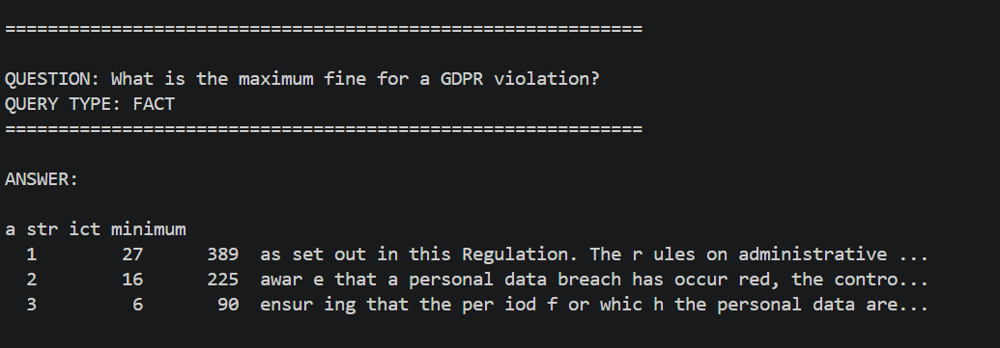 ============================================================
QUESTION: What is the maximum fine for a GDPR violation?
QUERY TYPE: FACT
============================================================
ANSWER:
a str ict minimum
1 27 389 as set out in this Regulation. The r ules on administrative ...
2 16 225 awar e that a personal data breach has occur red, the contro...
3 6 90 ensur ing that the per iod f or whic h the personal data are...